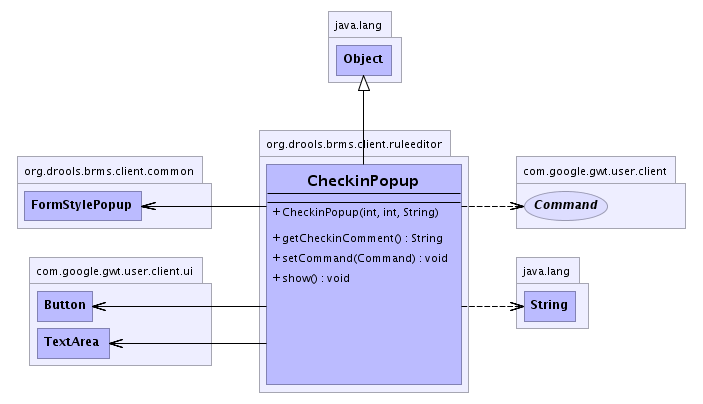 java.lang
Object
org.drools.brms.client.ruleeditor
org.drools.brms.client.common
com.google.gwt.user.client
CheckinPopup
FormStylePopup
Command
+ CheckinPopup(int, int, String)
+ getCheckinComment() : String
+ setCommand(Command) : void
+ show() : void
com.google.gwt.user.client.ui
java.lang
Button
String
TextArea